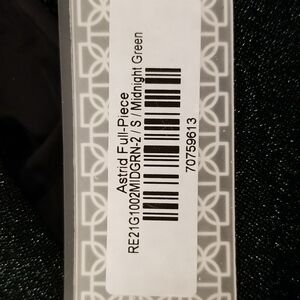 Astrid Full-Piece
RE21G1002MIDGRN-2 / S / Midnight Green
70759613